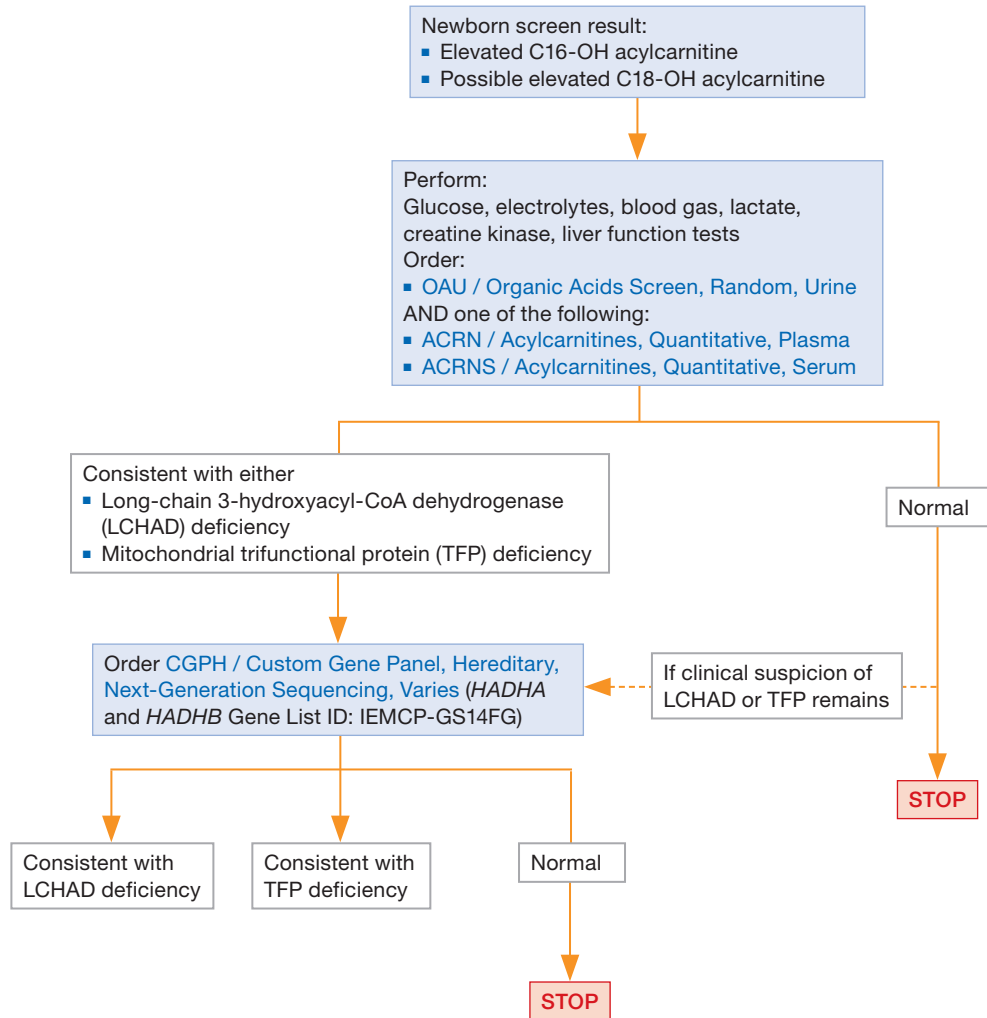 Newborn screen result:
▪ Elevated C16-OH acylcarnitine
▪ Possible elevated C18-OH acylcarnitine
Perform:
Glucose, electrolytes, blood gas, lactate,
creatine kinase, liver function tests
Order:
▪ OAU / Organic Acids Screen, Random, Urine
AND one of the following:
▪ ACRN / Acylcarnitines, Quantitative, Plasma
▪ ACRNS / Acylcarnitines, Quantitative, Serum
Consistent with either
▪ Long-chain 3-hydroxyacyl-CoA dehydrogenase
(LCHAD) deficiency
▪ Mitochondrial trifunctional protein (TFP) deficiency
Normal
Order CGPH / Custom Gene Panel, Hereditary,
Next-Generation Sequencing, Varies (HADHA
and HADHB Gene List ID: IEMCP-GS14FG)
If clinical suspicion of
LCHAD or TFP remains
STOP
Consistent with
LCHAD deficiency
Consistent with
TFP deficiency
Normal
STOP